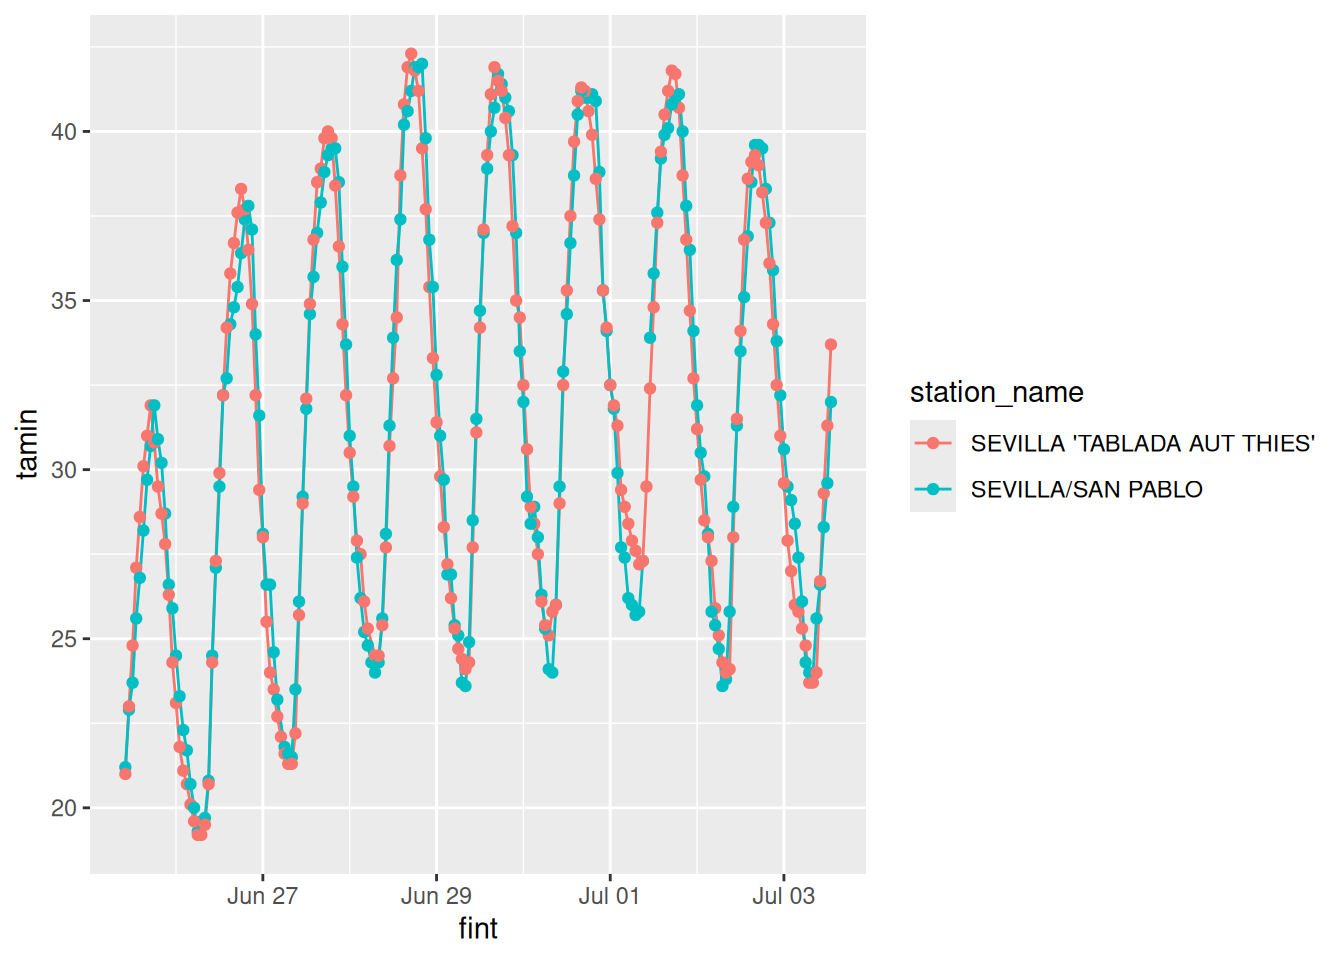 40
35
30
25
20
tamin
Jun 27
Jun 29
Jul 01
Jul 03
fint
station_name
SEVILLA 'TABLADA AUT THIES'
SEVILLA/SAN PABLO